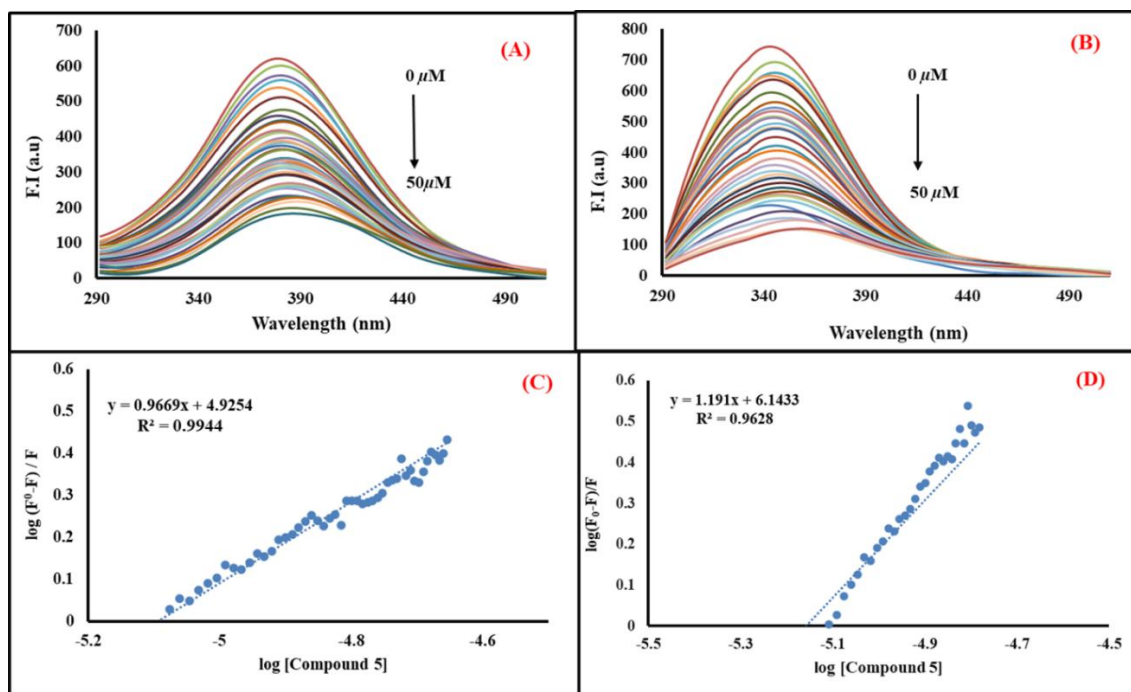 (A)
700
600
500
400
300
200
100
0
F.I (a.u)
0 µM
50µM
290 340 390 440 490
Wavelength (nm)
(B)
800
700
600
500
400
300
200
100
0
F.I (a.u)
0 µM
50 µM
290 340 390 440 490
Wavelength (nm)
(C)
y = 0.9669x + 4.9254
R² = 0.9944
0.6
0.5
0.4
0.3
0.2
0.1
0
log (F⁰-F) / F
-5.2 -5 -4.8 -4.6
log [Compound 5]
(D)
y = 1.191x + 6.1433
R² = 0.9628
0.6
0.5
0.4
0.3
0.2
0.1
0
log(F₀-F)/F
-5.5 -5.3 -5.1 -4.9 -4.7 -4.5
log [Compound 5]